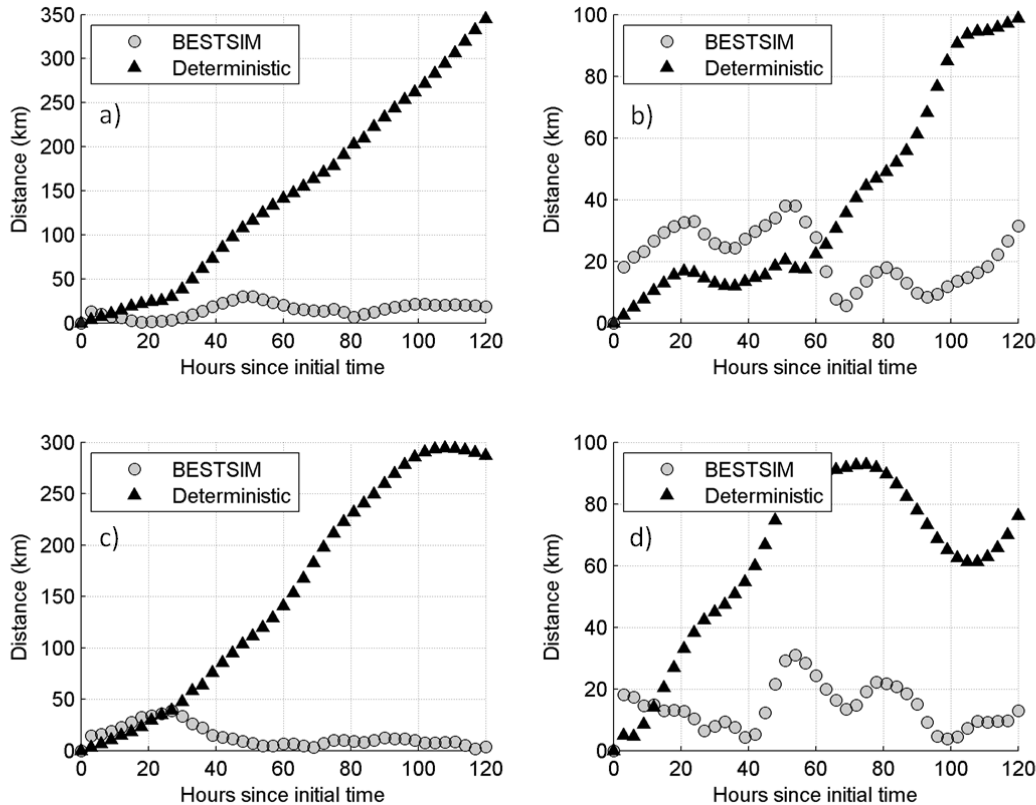 350
300
250
200
150
100
50
0
Distance (km)
BESTSIM
Deterministic
a)
0 20 40 60 80 100 120
Hours since initial time
100
80
60
40
20
0
Distance (km)
BESTSIM
Deterministic
b)
0 20 40 60 80 100 120
Hours since initial time
300
250
200
150
100
50
0
Distance (km)
BESTSIM
Deterministic
c)
0 20 40 60 80 100 120
Hours since initial time
100
80
60
40
20
0
Distance (km)
BESTSIM
Deterministic
d)
0 20 40 60 80 100 120
Hours since initial time